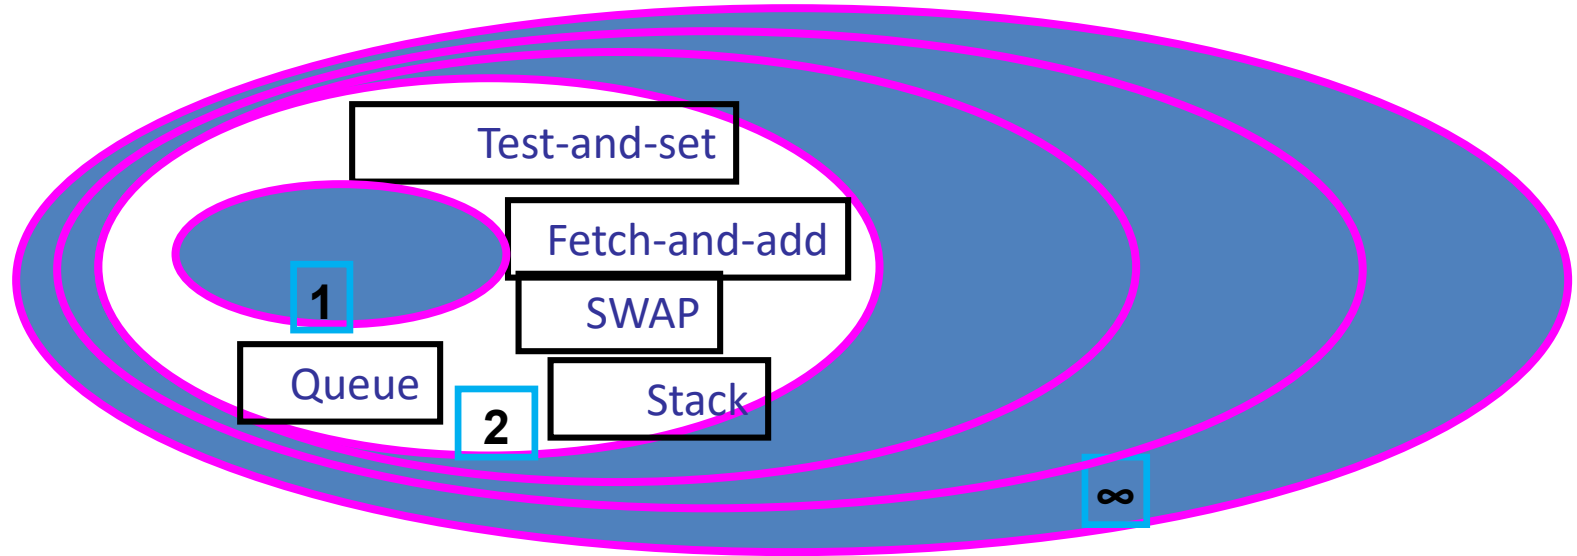 Test-and-set
Fetch-and-add
1
SWAP
Queue
Stack
2
∞